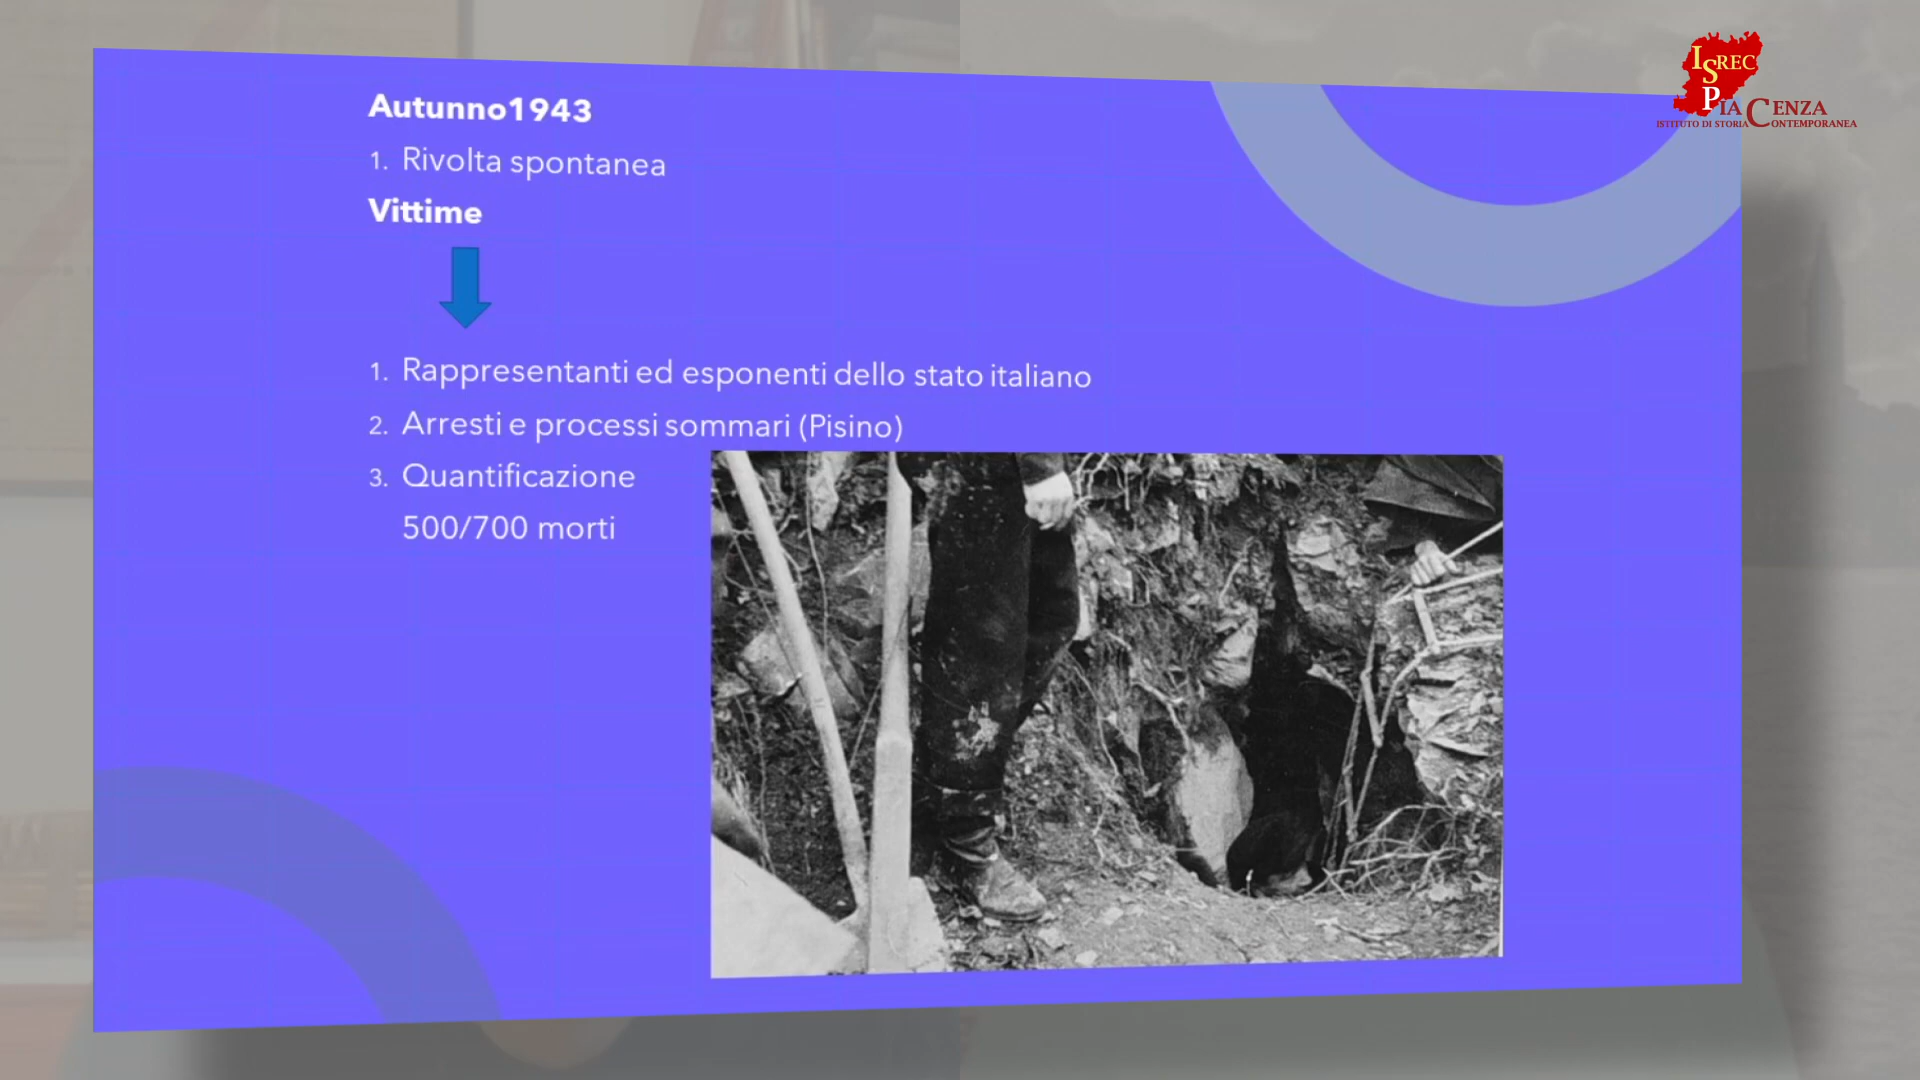 Autunno1943
1. Rivolta spontanea
Vittime
1. Rappresentanti ed esponenti dello stato italiano
2. Arresti e processi sommari (Pisino)
3. Quantificazione
500/700 morti
ISREC
S
PIACENZA
ISTITUTO DI STORIA CONTEMPORANEA